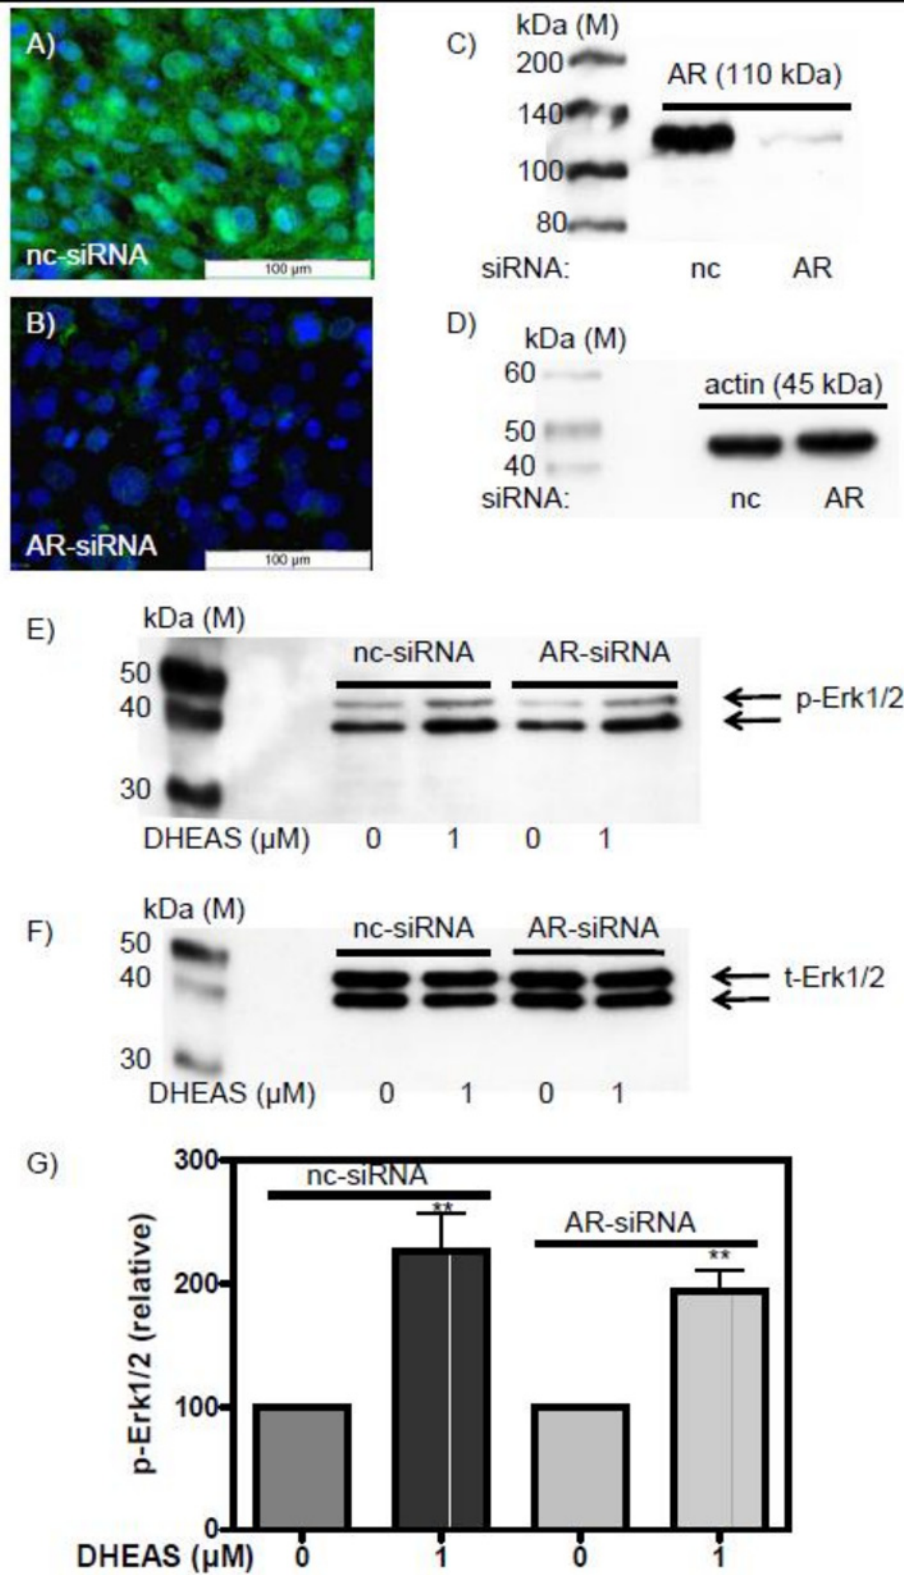 A)
nc-siRNA
100 µm
B)
AR-siRNA
100 µm
C)
kDa (M)
200
140
100
80
AR (110 kDa)
siRNA: nc AR
D)
kDa (M)
60
50
40
actin (45 kDa)
siRNA: nc AR
E)
kDa (M)
50
40
30
nc-siRNA AR-siRNA
p-Erk1/2
DHEAS (µM) 0 1 0 1
F)
kDa (M)
50
40
30
nc-siRNA AR-siRNA
t-Erk1/2
DHEAS (µM) 0 1 0 1
G)
p-Erk1/2 (relative)
300
200
100
0
nc-siRNA
**
AR-siRNA
**
DHEAS (µM) 0 1 0 1